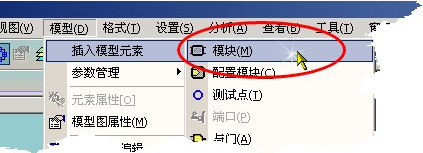 视图(V) 模型(D) 格式(T) 设置(S) 分析(A) 查看(B) 工具(T)
插入模型元素
模块(M)
参数管理
配置模块(C)
元素属性[O]
测试点(T)
模型图属性(M)
端口(P)
与门(A)